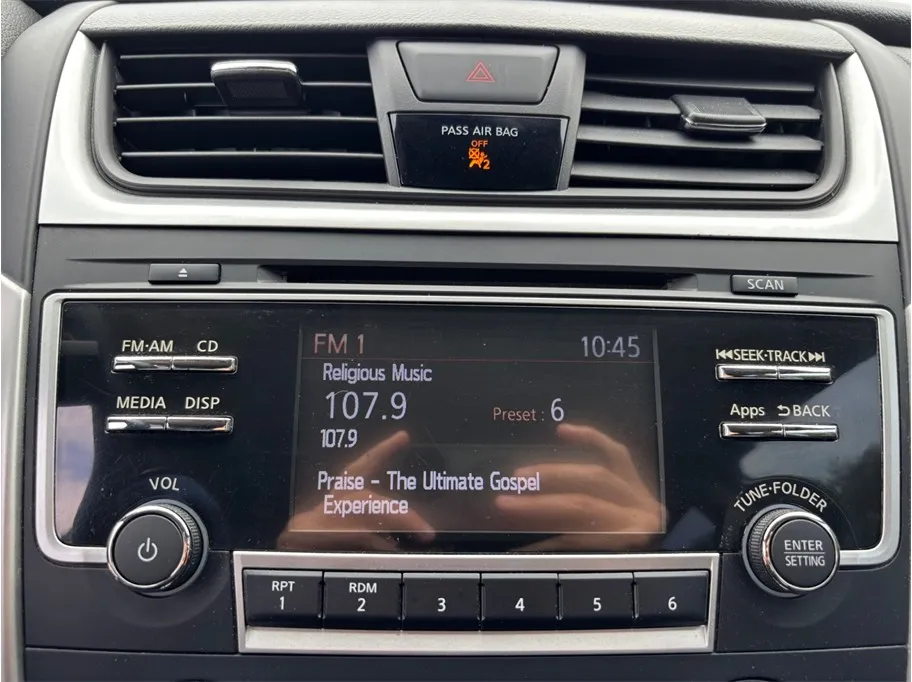 PASS AIR BAG
OFF
2
SCAN
FM·AM CD
MEDIA DISP
VOL
FM 1 10:45
Religious Music
107.9 Preset : 6
107.9
Praise - The Ultimate Gospel
Experience
SEEK·TRACK
Apps BACK
TUNE·FOLDER
ENTER
SETTING
RPT
1
RDM
2
3
4
5
6